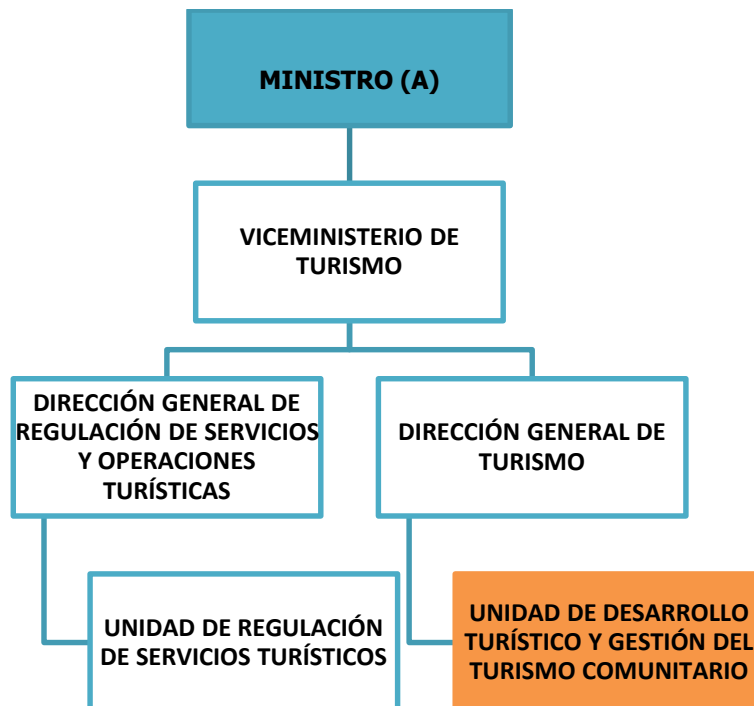 MINISTRO (A)
VICEMINISTERIO DE
TURISMO
DIRECCIÓN GENERAL DE
REGULACIÓN DE SERVICIOS
Y OPERACIONES
TURÍSTICAS
DIRECCIÓN GENERAL DE
TURISMO
UNIDAD DE REGULACIÓN
DE SERVICIOS TURÍSTICOS
UNIDAD DE DESARROLLO
TURÍSTICO Y GESTIÓN DEL
TURISMO COMUNITARIO